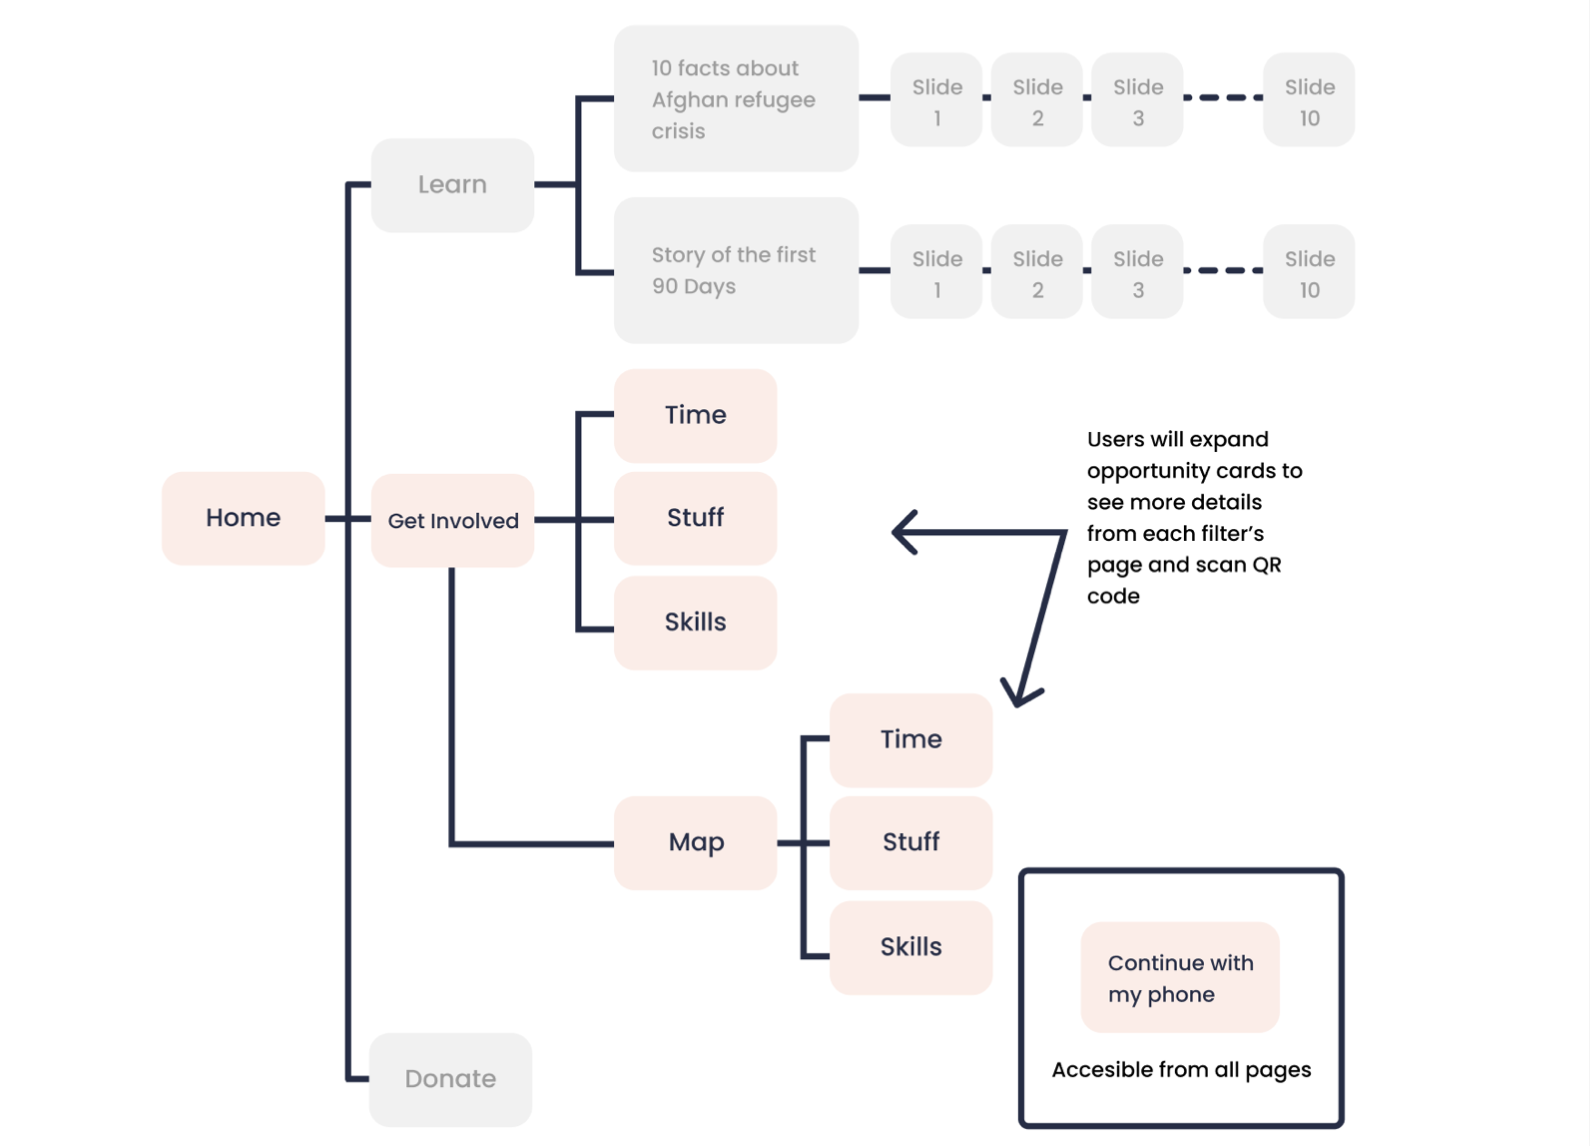 10 facts about
Afghan refugee
crisis
Slide
1
Slide
2
Slide
3
Slide
10
Learn
Story of the first
90 Days
Slide
1
Slide
2
Slide
3
Slide
10
Home
Get Involved
Time
Stuff
Skills
Users will expand
opportunity cards to
see more details
from each filter’s
page and scan QR
code
Map
Time
Stuff
Skills
Continue with
my phone
Accesible from all pages
Donate